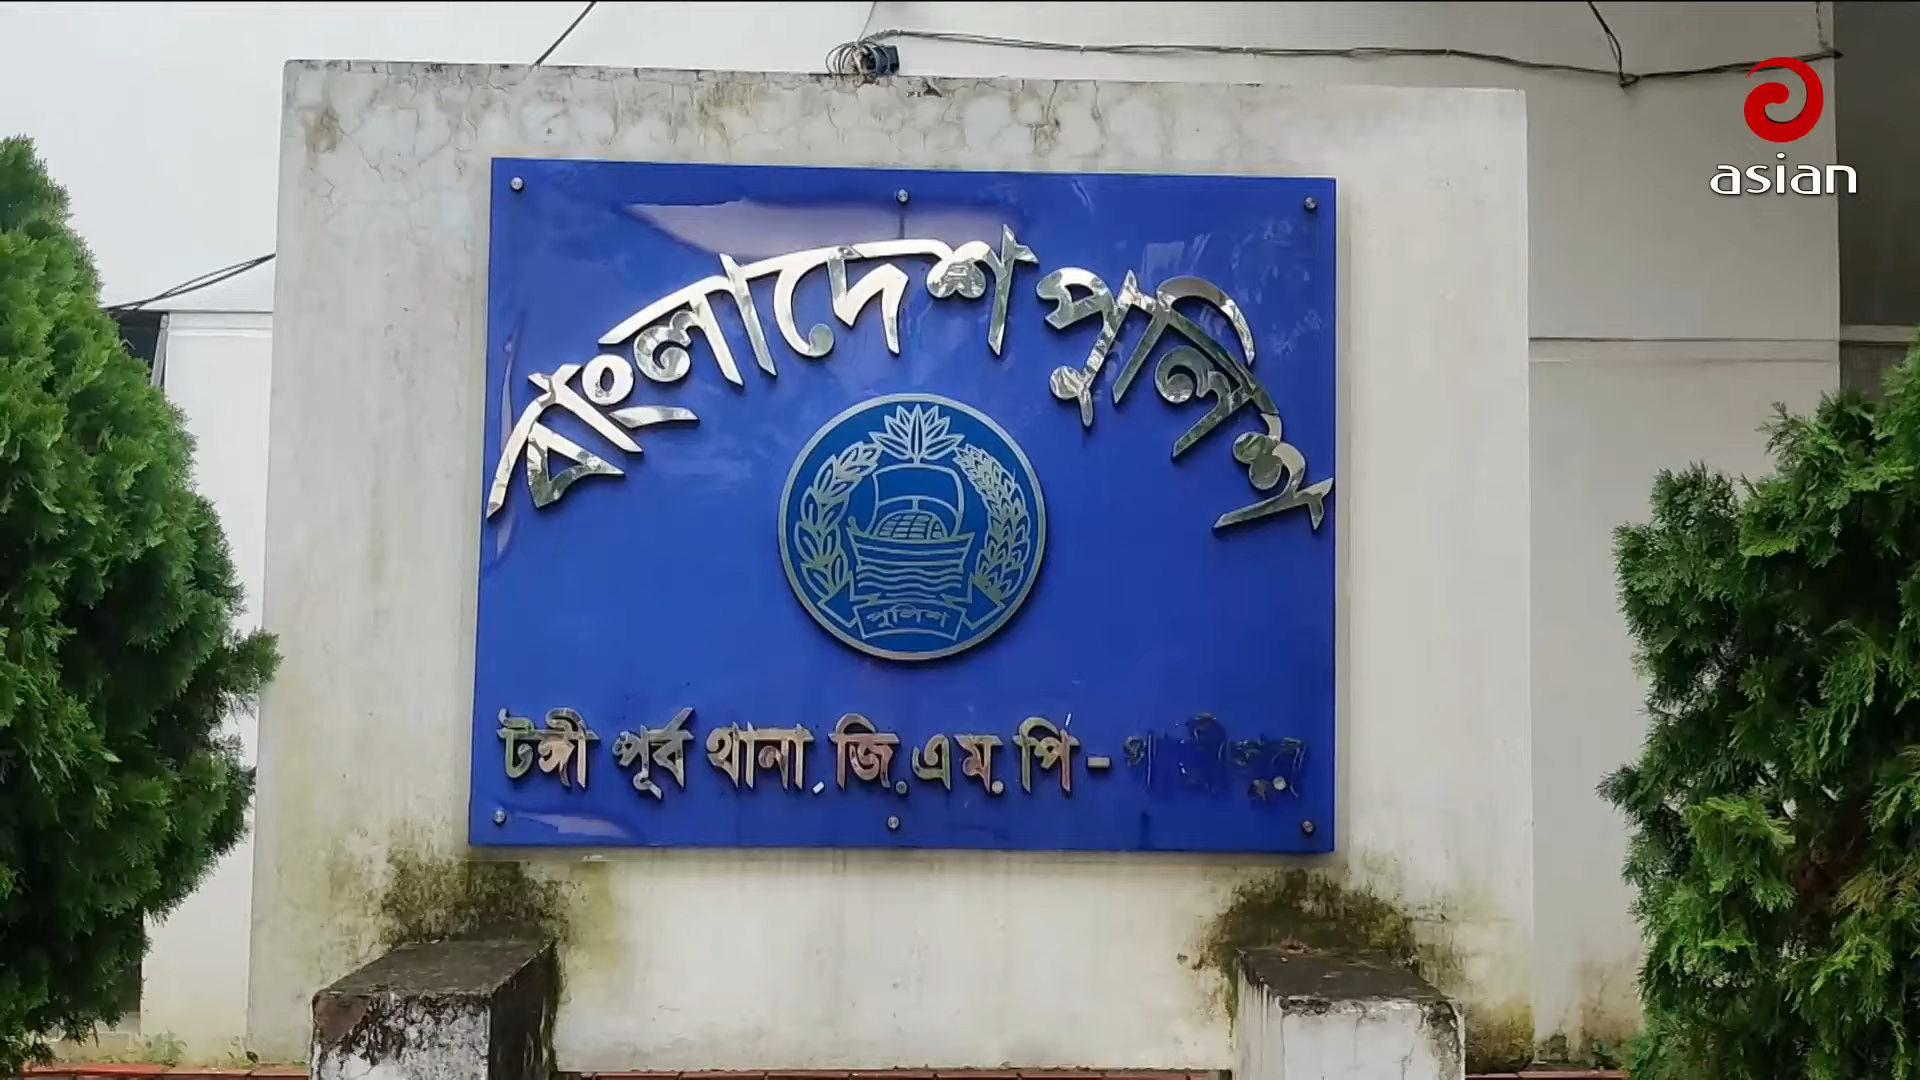 asian
বাংলাদেশ পুলিশ
পুলিশ
টঙ্গী পূর্ব থানা, জি.এম.পি - গাজীপুর